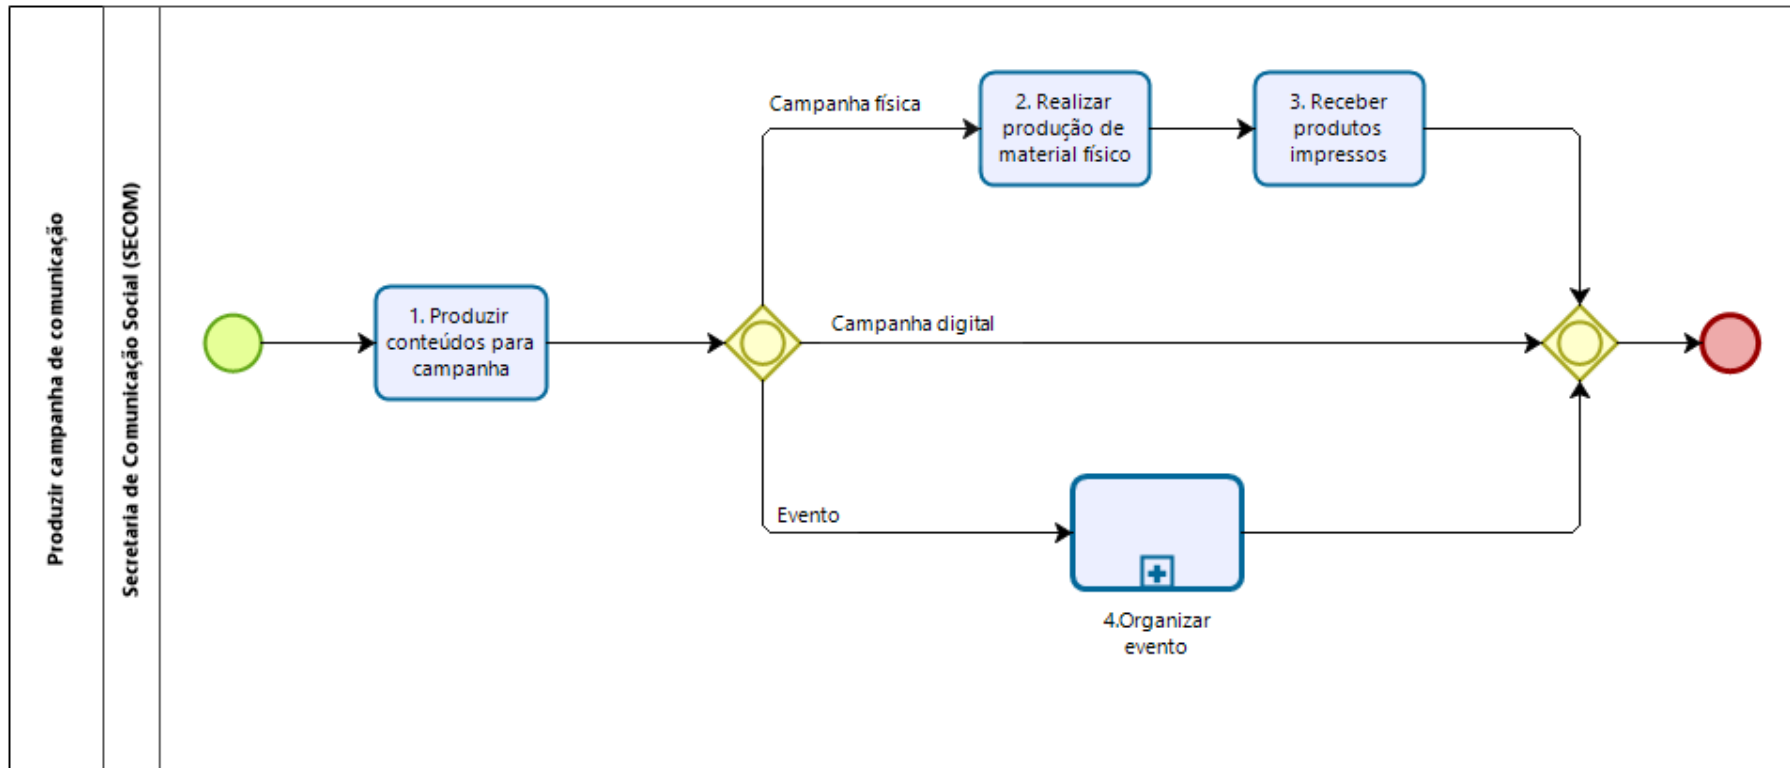 Produzir campanha de comunicação
Secretaria de Comunicação Social (SECOM)
1. Produzir
conteúdos para
campanha
Campanha física
2. Realizar
produção de
material físico
3. Receber
produtos
impressos
Campanha digital
Evento
4.Organizar
evento